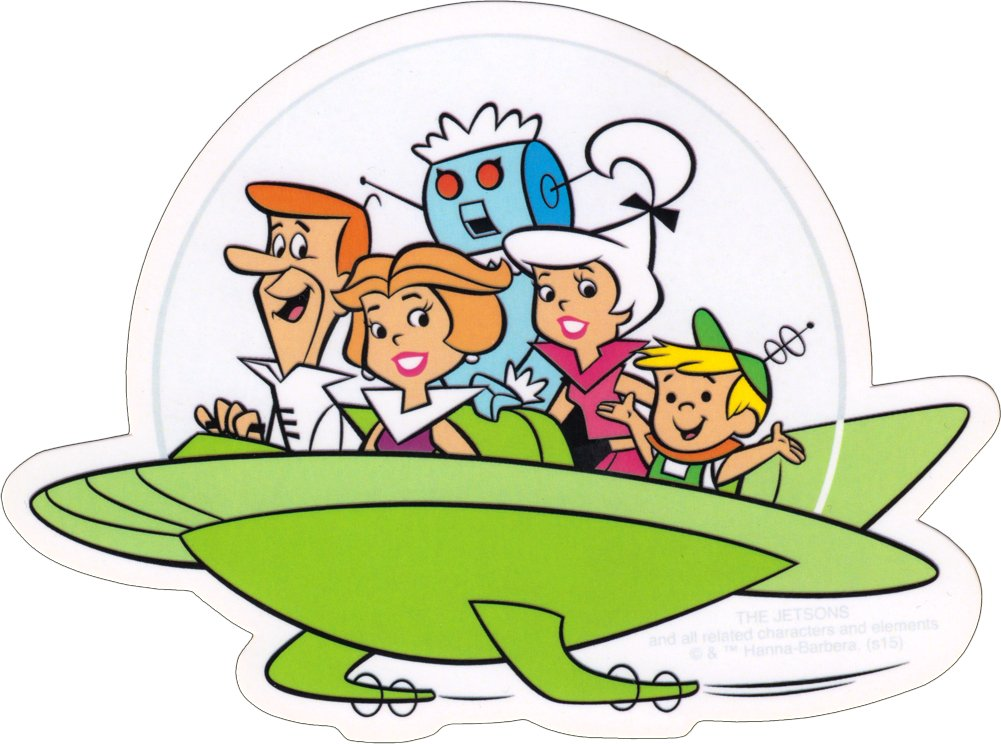 THE JETSONS
and all related characters and elements
© & ™ Hanna-Barbera. (s15)